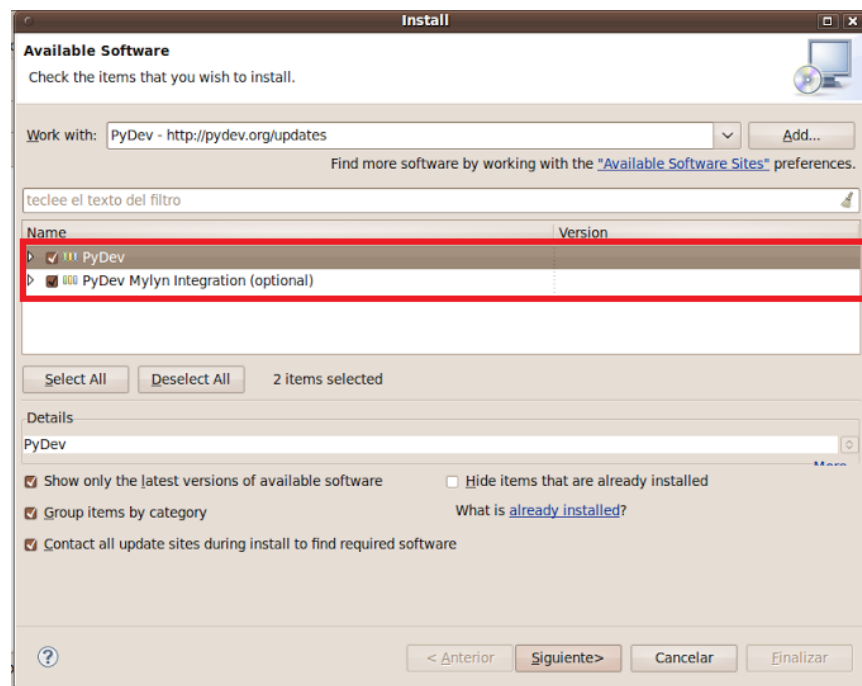 Install
Available Software
Check the items that you wish to install.
Work with: PyDev - http://pydev.org/updates Add...
Find more software by working with the "Available Software Sites" preferences.
teclee el texto del filtro
Name Version
PyDev
PyDev Mylyn Integration (optional)
Select All Deselect All 2 items selected
Details
PyDev
More
Show only the latest versions of available software Hide items that are already installed
Group items by category What is already installed?
Contact all update sites during install to find required software
? < Anterior Siguiente> Cancelar Finalizar